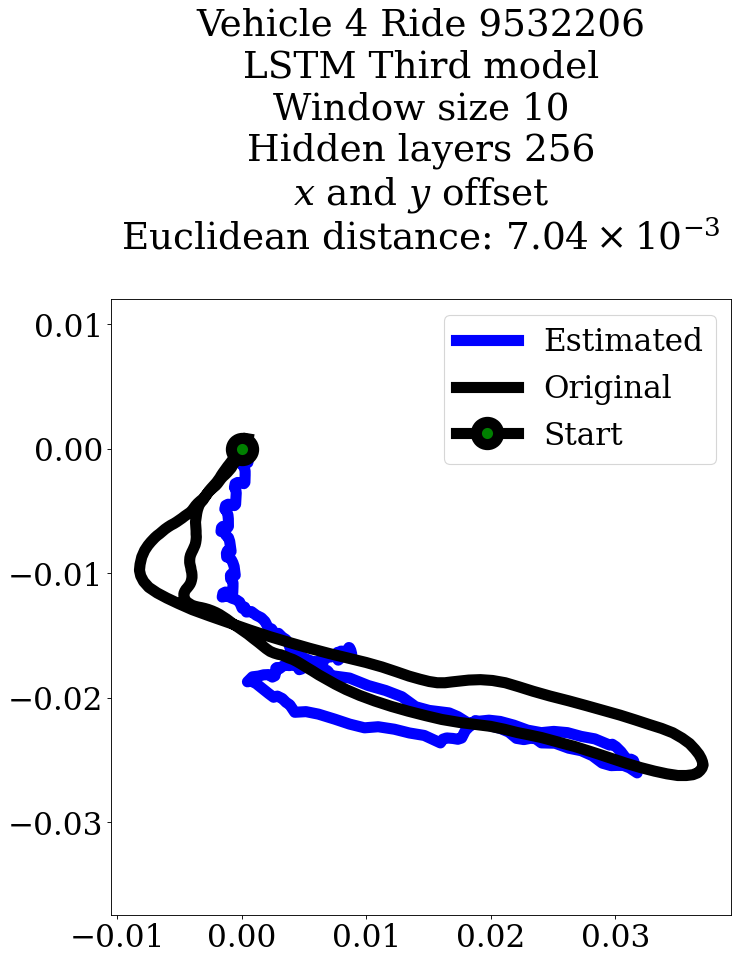 Vehicle 4 Ride 9532206
LSTM Third model
Window size 10
Hidden layers 256
x and y offset
Euclidean distance: 7.04 × 10⁻³
Estimated
Original
Start
0.01
0.00
−0.01
−0.02
−0.03
−0.01 0.00 0.01 0.02 0.03